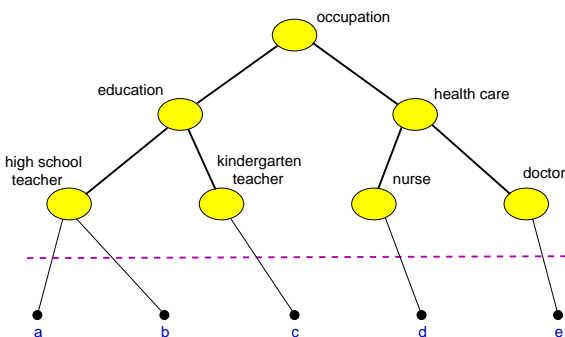 occupation
education
health care
high school
teacher
kindergarten
teacher
nurse
doctor
a
b
c
d
e